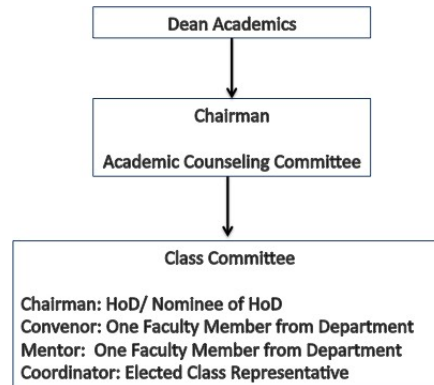 Dean Academics
Chairman
Academic Counseling Committee
Class Committee
Chairman: HoD/ Nominee of HoD
Convenor: One Faculty Member from Department
Mentor: One Faculty Member from Department
Coordinator: Elected Class Representative